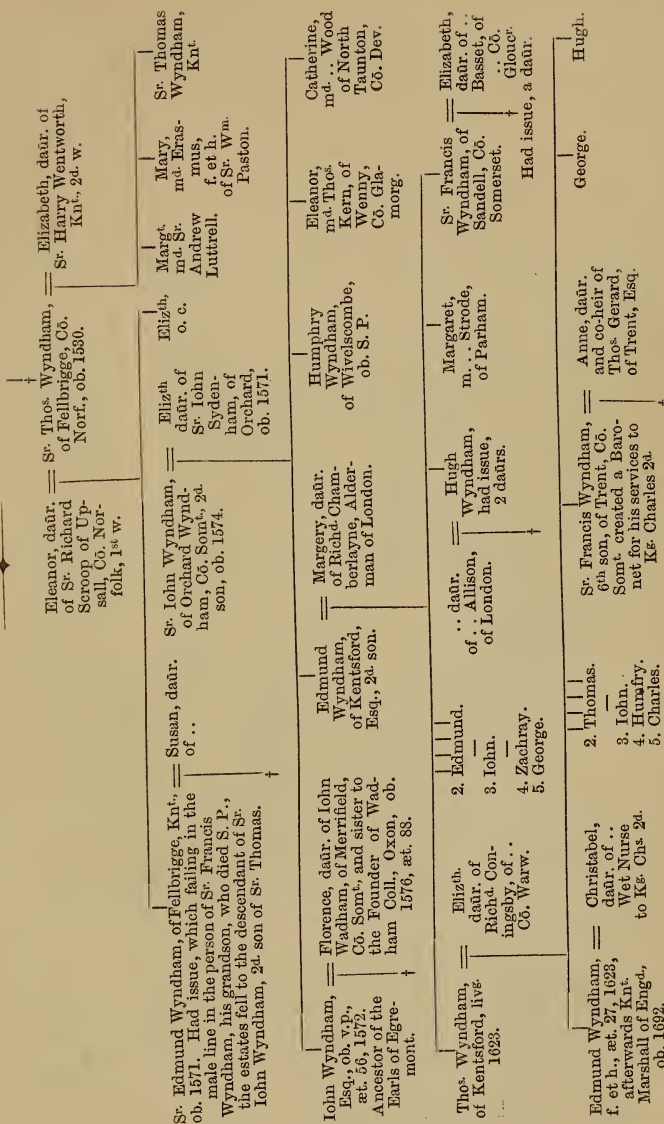 Eleanor, daūr.
of Sr. Richard
Scroop of Up-
sall, Cō. Nor-
folk, 1st w.
Sr. Thos. Wyndham,
of Fellbrigge, Cō.
Norf., ob. 1530.
Elizabeth, daūr. of
Sr. Harry Wentworth,
Knt., 2d. w.
Sr. Edmund Wyndham, of Fellbrigge, Knt.,
ob. 1571. Had issue, which failing in the
male line in the person of Sr. Francis
Wyndham, his grandson, who died S. P.,
the estates fell to the descendant of Sr.
Iohn Wyndham, 2d. son of Sr. Thomas.
Susan, daūr.
of ..
Sr. Iohn Wyndham,
of Orchard Wynd-
ham, Cō. Somt., 2d.
son, ob. 1574.
Elizth
daūr. of
Sr. Iohn
Syden-
ham, of
Orchard,
ob. 1571.
Elizth,
o. c.
Margt.
md. Sr.
Andrew
Luttrell.
Mary,
md. Eras-
mus,
f. et h.
of Sr. Wm.
Paston.
Sr. Thomas
Wyndham,
Knt.
Iohn Wyndham,
Esq., ob. v.p.,
æt. 56, 1572.
Ancestor of the
Earls of Egre-
mont.
Florence, daūr. of Iohn
Wadham, of Merrifield,
Cō. Somt., and sister to
the Founder of Wad-
ham Coll., Oxon, ob.
1576, æt. 88.
Edmund
Wyndham,
of Kentsford,
Esq., 2d. son.
Margery, daūr.
of Richd. Cham-
berlayne, Alder-
man of London.
Humphry
Wyndham,
of Wivelscombe,
ob. S. P.
Eleanor,
md. Thos.
Kern, of
Wenny,
Cō. Gla-
morg.
Catherine,
md. .. Wood
of North
Taunton,
Cō. Dev.
Thos. Wyndham,
of Kentsford, livg.
1623.
Elizth.
daūr. of
Richd. Con-
ingsby, of ..
Cō. Warw.
2. Edmund.
—
3. Iohn.
—
4. Zachray.
5. George.
.. daūr.
of .. Allison,
of London.
Hugh
Wyndham,
had issue,
2 daūrs.
Margaret,
m. .. Strode,
of Parham.
Sr. Francis
Wyndham, of
Sandell, Cō.
Somerset.
Elizabeth,
daūr. of ..
Basset, of
.. Cō.
Gloucr.
Had issue, a daūr.
Edmund Wyndham,
f. et h., æt. 27, 1623,
afterwards Knt.
Marshall of Engd.,
ob. 1692.
Christabel,
daūr. of ..
Wet Nurse
to Kg. Chs. 2d.
2. Thomas.
—
3. Iohn.
4. Humfry.
5. Charles.
Sr. Francis Wyndham,
6th son, of Trent, Cō.
Somt. created a Baro-
net for his services to
Kg. Charles 2d.
Anne, daūr.
and co-heir of
Thos. Gerard,
of Trent, Esq.
George.
Hugh.